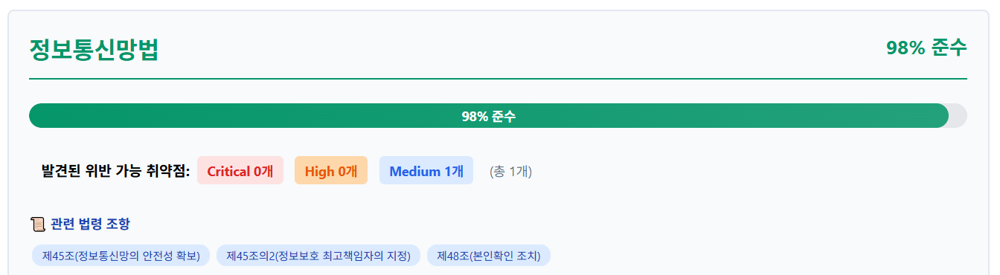 정보통신망법
98% 준수
98% 준수
발견된 위반 가능 취약점: Critical 0개 High 0개 Medium 1개 (총 1개)
📜 관련 법령 조항
제45조(정보통신망의 안전성 확보) 제45조의2(정보보호 최고책임자의 지정) 제48조(본인확인 조치)